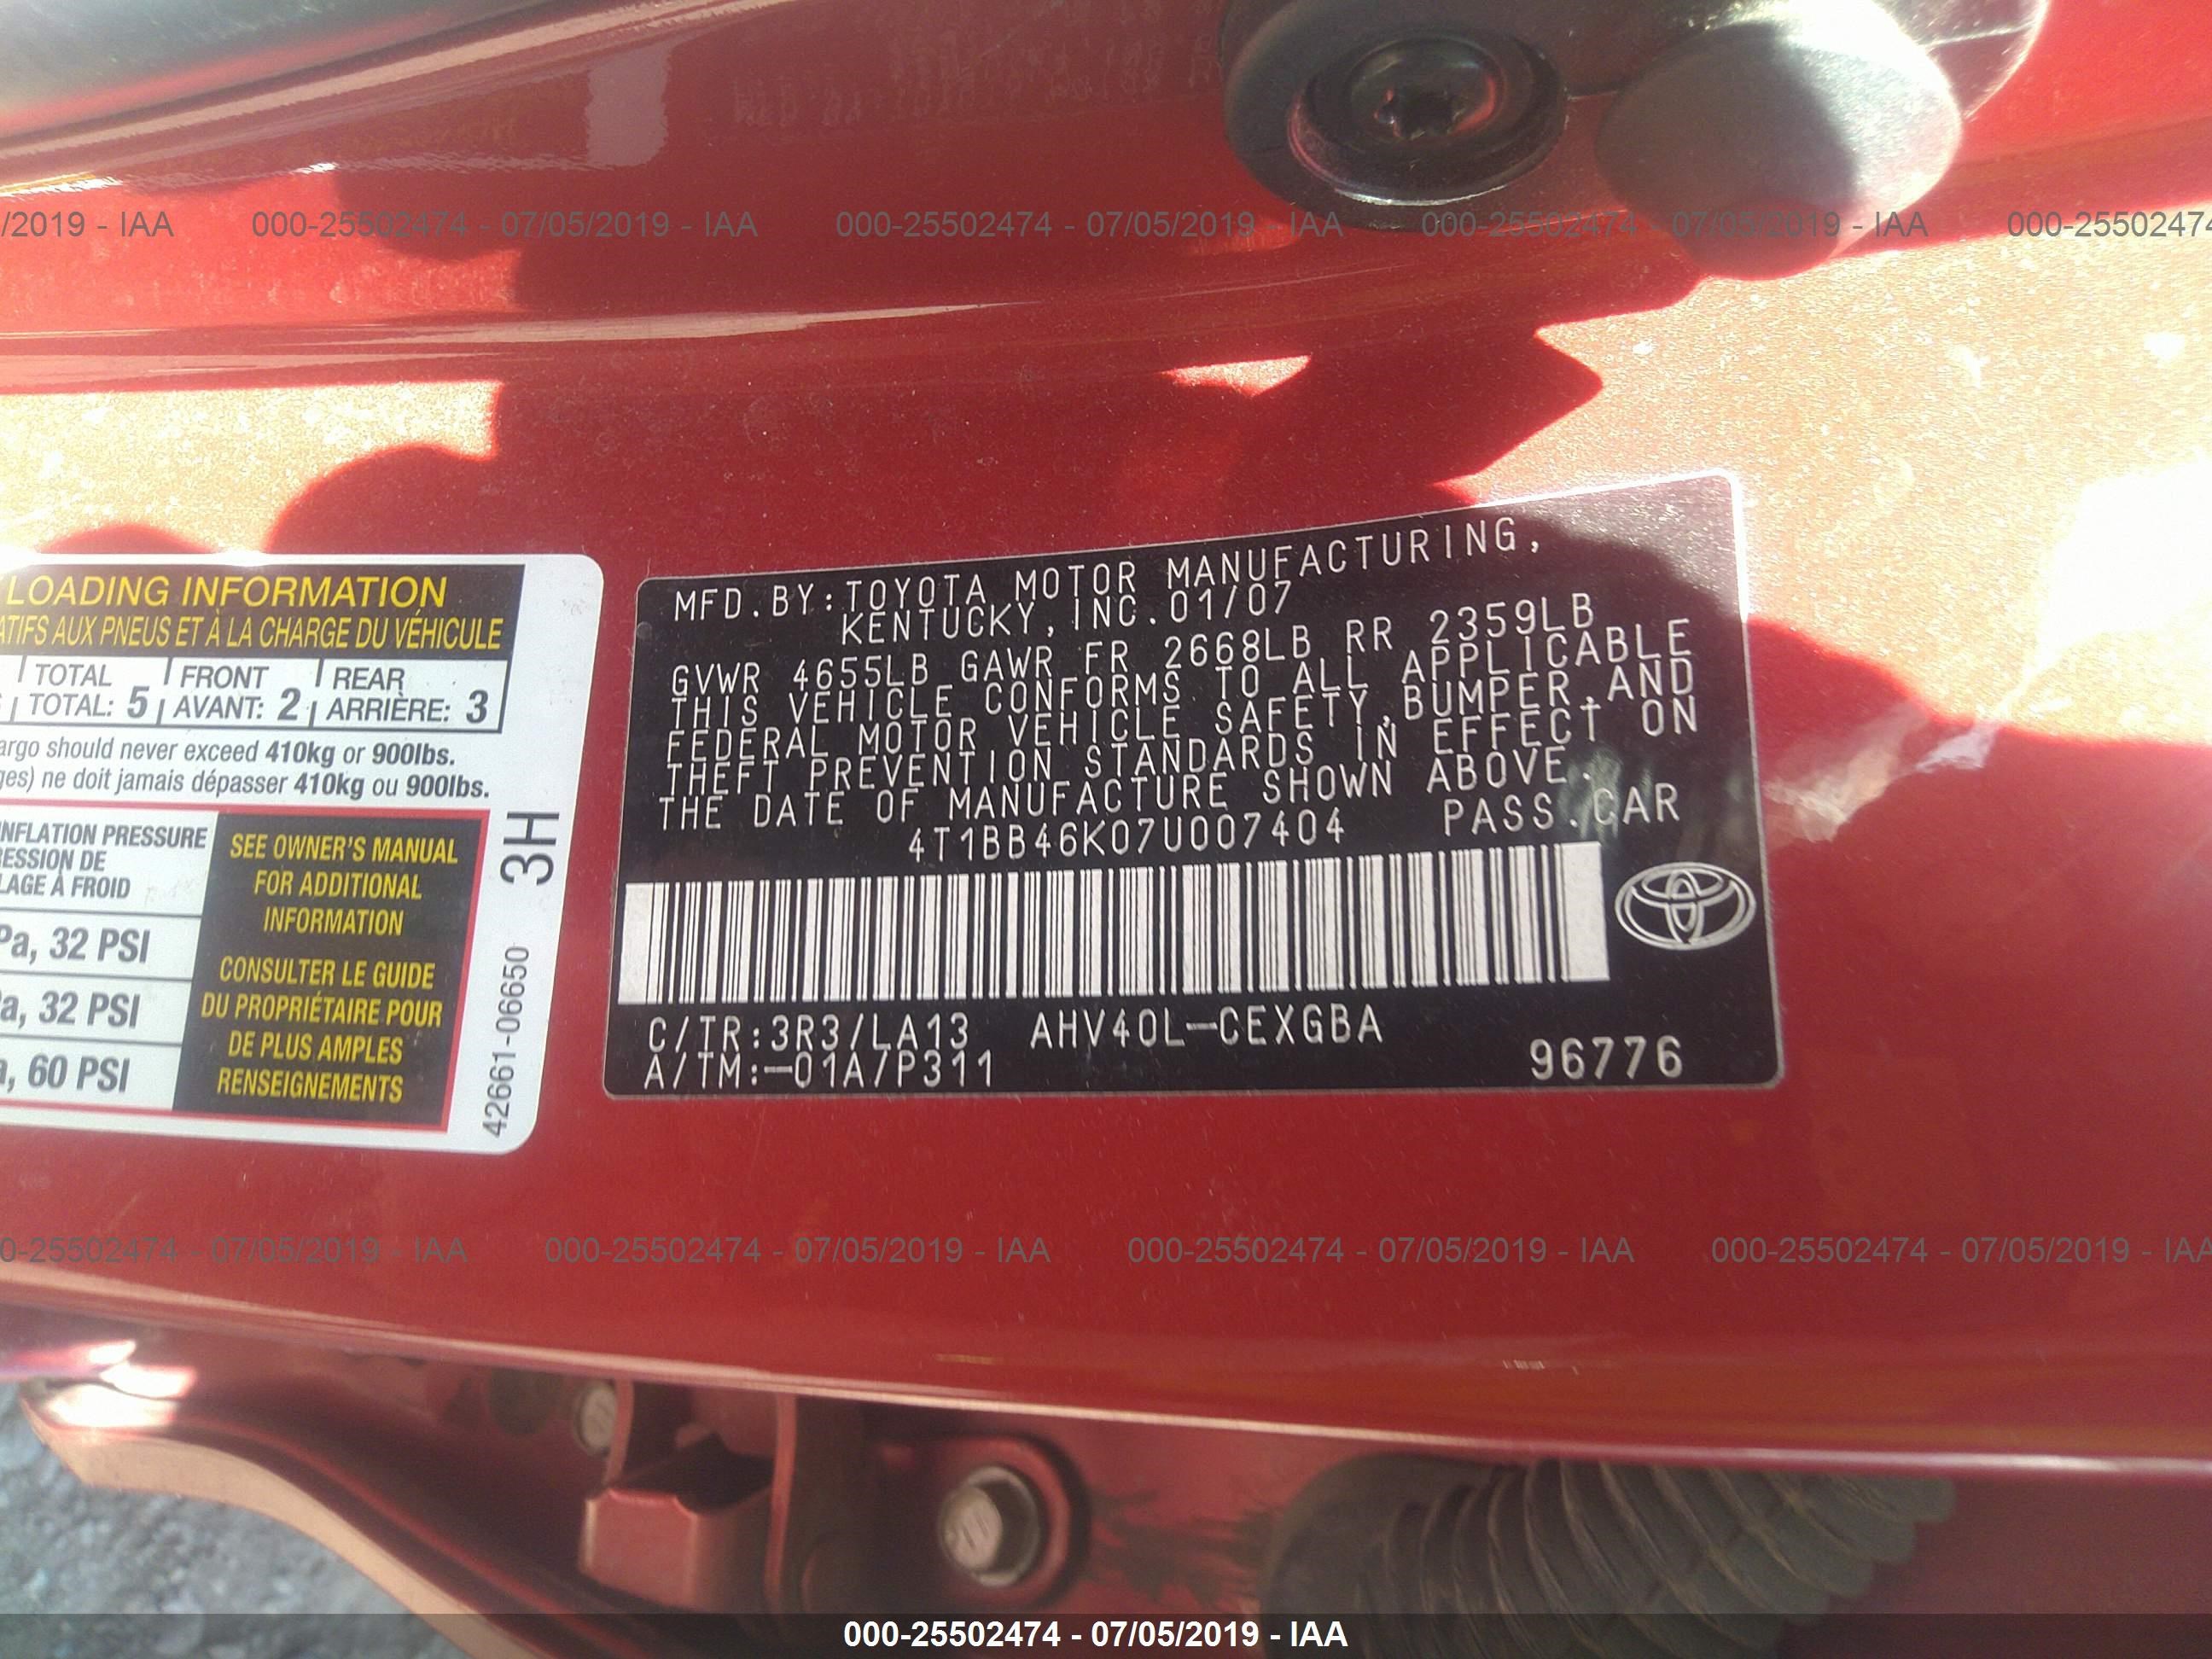 /2019 - IAA 000-25502474 - 07/05/2019 - IAA 000-25502474 - 07/05/2019 - IAA 000-25502474 - 07/05/2019 - IAA 000-25502474
LOADING INFORMATION
ATIFS AUX PNEUS ET À LA CHARGE DU VÉHICULE
TOTAL FRONT REAR
TOTAL: 5 AVANT: 2 ARRIÈRE: 3
argo should never exceed 410kg or 900lbs.
ges) ne doit jamais dépasser 410kg ou 900lbs.
NFLATION PRESSURE
ESSION DE
LAGE À FROID
Pa, 32 PSI
a, 32 PSI
, 60 PSI
SEE OWNER'S MANUAL
FOR ADDITIONAL
INFORMATION
CONSULTER LE GUIDE
DU PROPRIÉTAIRE POUR
DE PLUS AMPLES
RENSEIGNEMENTS
3H
42661-06650
MFD.BY:TOYOTA MOTOR MANUFACTURING,
KENTUCKY,INC.01/07
GVWR 4655LB GAWR FR 2668LB RR 2359LB
THIS VEHICLE CONFORMS TO ALL APPLICABLE
FEDERAL MOTOR VEHICLE SAFETY,BUMPER,AND
THEFT PREVENTION STANDARDS IN EFFECT ON
THE DATE OF MANUFACTURE SHOWN ABOVE.
4T1BB46K07U007404 PASS.CAR
C/TR:3R3/LA13 AHV40L-CEXGBA
A/TM:-01A/P311 96776
0-25502474 - 07/05/2019 - IAA 000-25502474 - 07/05/2019 - IAA 000-25502474 - 07/05/2019 - IAA 000-25502474 - 07/05/2019 - IAA
000-25502474 - 07/05/2019 - IAA